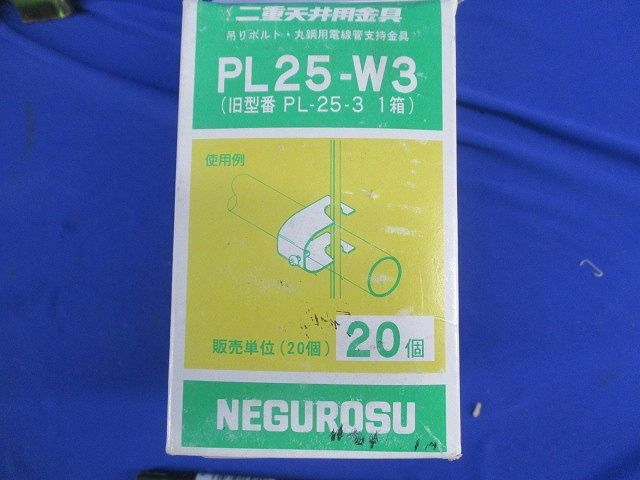 二重天井用金具
吊りボルト・丸鋼用電線管支持金具
PL25-W3
(旧型番 PL-25-3 1箱)
使用例
販売単位(20個) 20個
NEGUROSU